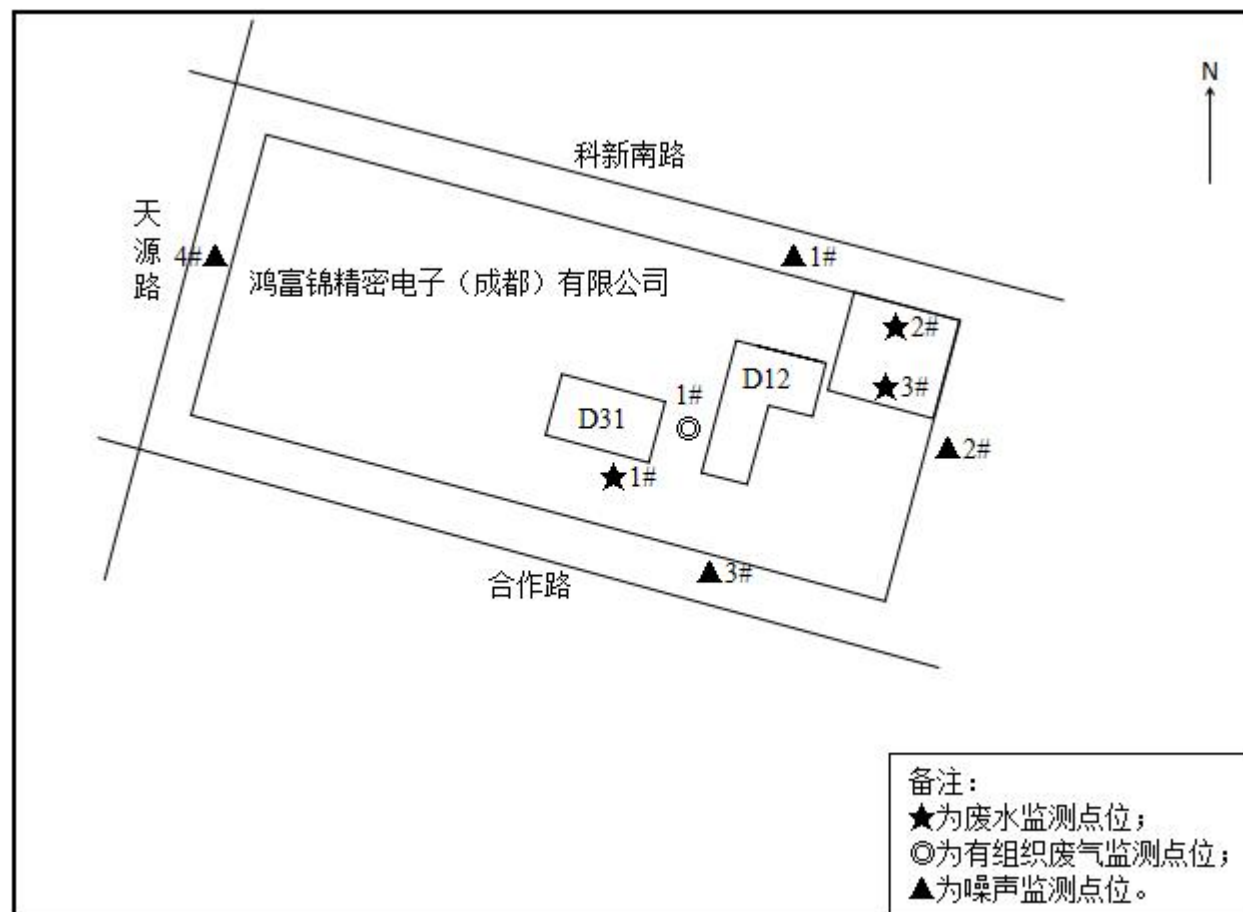 N
科新南路
天源路
4#
1#
鸿富锦精密电子（成都）有限公司
2#
D12
3#
1#
D31
2#
1#
3#
合作路
备注：
★为废水监测点位；
◎为有组织废气监测点位；
▲为噪声监测点位。